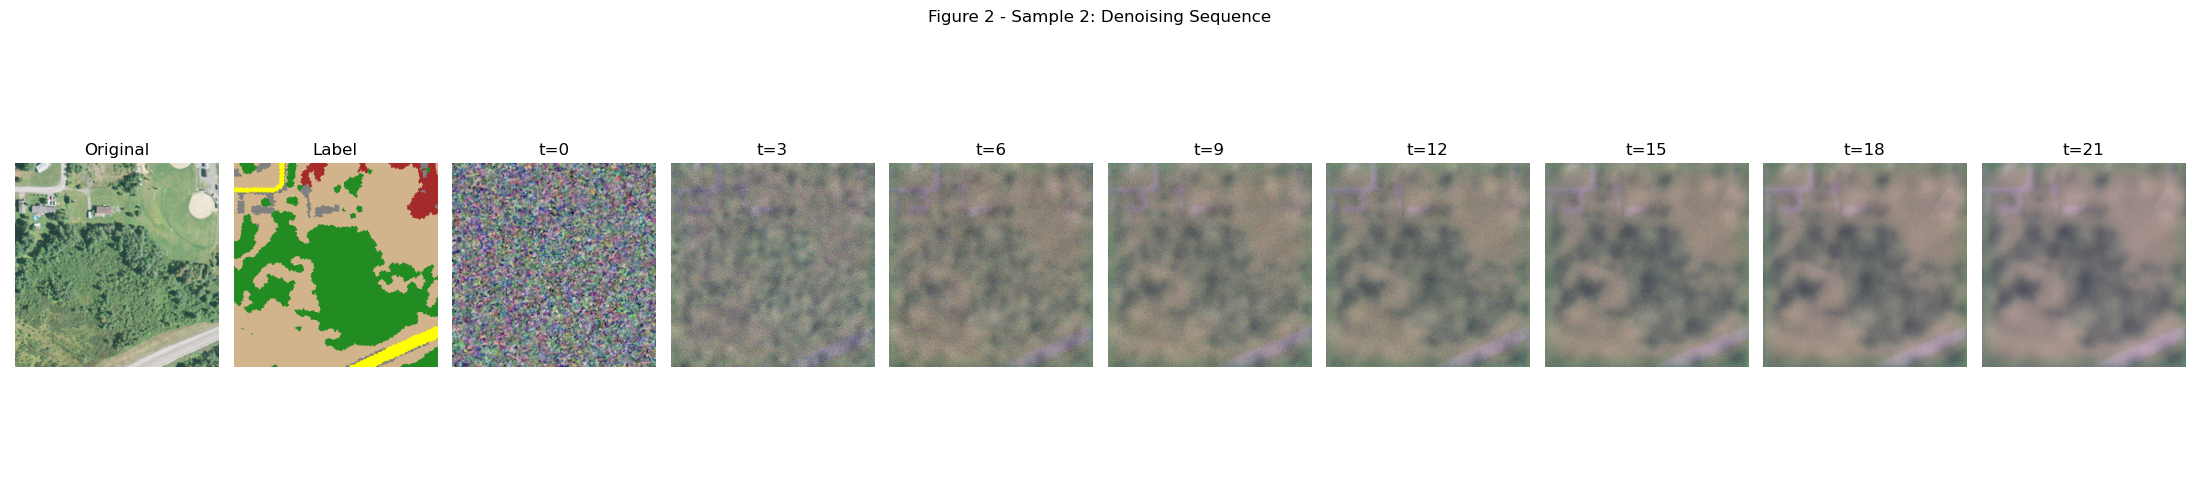 Figure 2 - Sample 2: Denoising Sequence
Original Label t=0 t=3 t=6 t=9 t=12 t=15 t=18 t=21